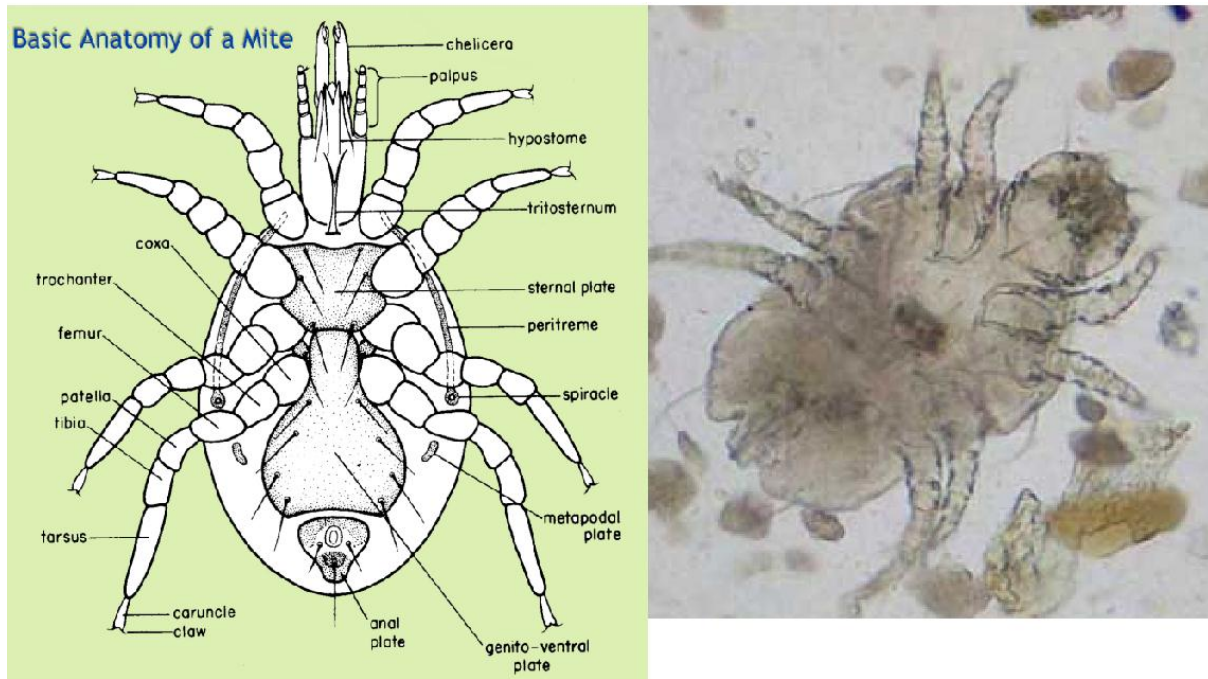 Basic Anatomy of a Mite
chelicera
palpus
hypostome
tritosternum
coxa
trochanter
sternal plate
femur
peritreme
patella
spiracle
tibia
tarsus
metapodal
plate
caruncle
claw
anal
plate
genito-ventral
plate